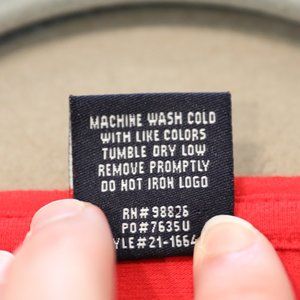 MACHINE WASH COLD
WITH LIKE COLORS
TUMBLE DRY LOW
REMOVE PROMPTLY
DO NOT IRON LOGO
RN# 98826
PO# 7635U
YLE# 21-1664